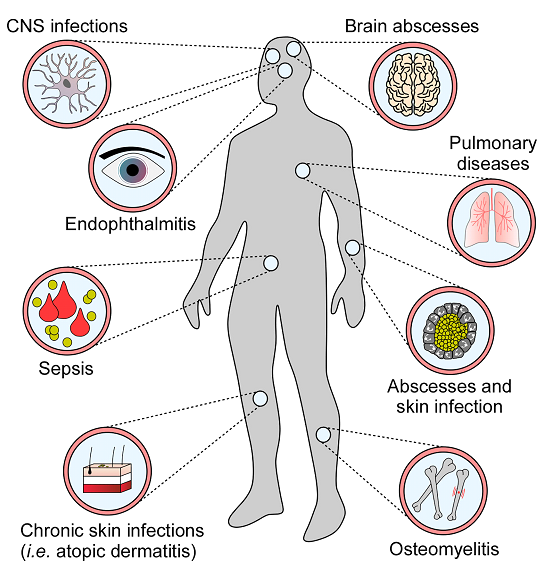 CNS infections
Brain abscesses
Pulmonary
diseases
Endophthalmitis
Sepsis
Abscesses and
skin infection
Chronic skin infections
(i.e. atopic dermatitis)
Osteomyelitis